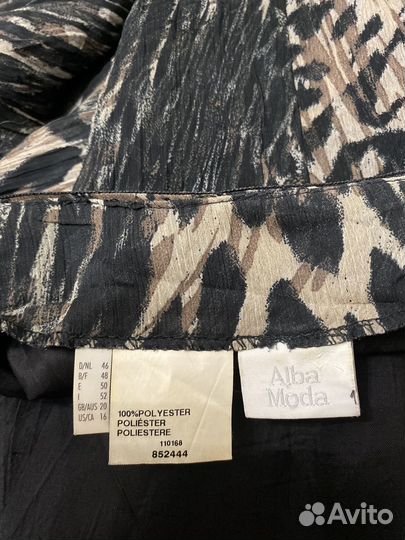 D/NL 46
B/F 48
E 50
I 52
GB/AUS 20
US/CA 16
100%POLYESTER
POLIÉSTER
POLIESTERE
110168
852444
Alba
Moda
Avito